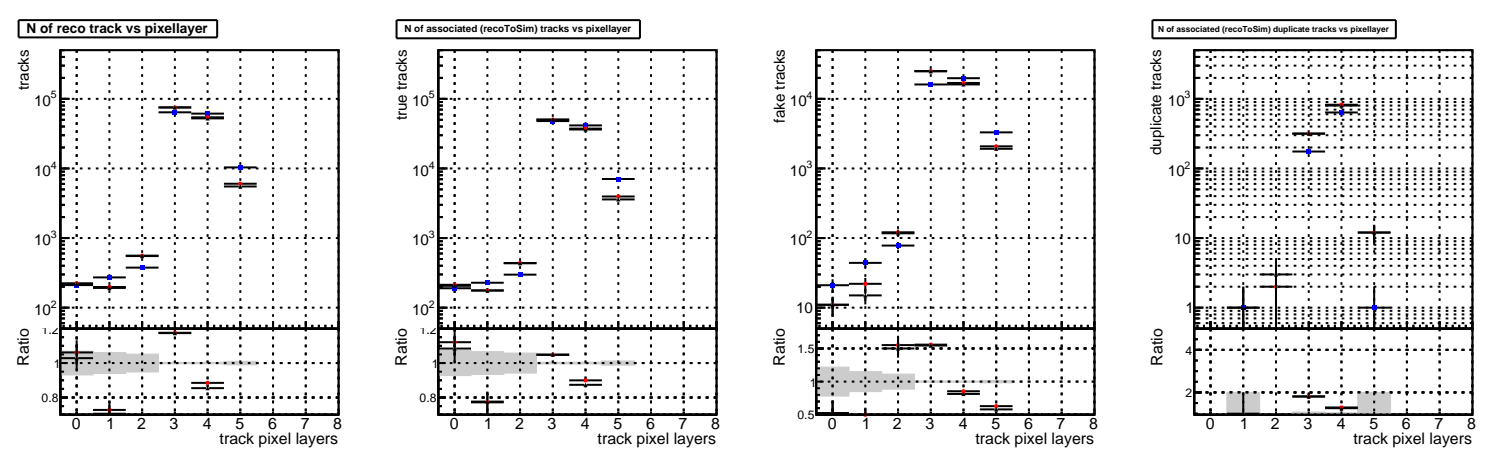 N of reco track vs pixellayer
tracks
10^5
10^4
10^3
10^2
Ratio
1.2
1
0.8
0 1 2 3 4 5 6 7 8
track pixel layers
N of associated (recoToSim) tracks vs pixellayer
true tracks
10^5
10^4
10^3
10^2
Ratio
1
0.8
0 1 2 3 4 5 6 7 8
track pixel layers
fake tracks
10^4
10^3
10^2
10
Ratio
1.5
1
0.5
0 1 2 3 4 5 6 7 8
track pixel layers
N of associated (recoToSim) duplicate tracks vs pixellayer
duplicate tracks
10^3
10^2
10
1
Ratio
4
2
0 1 2 3 4 5 6 7 8
track pixel layers